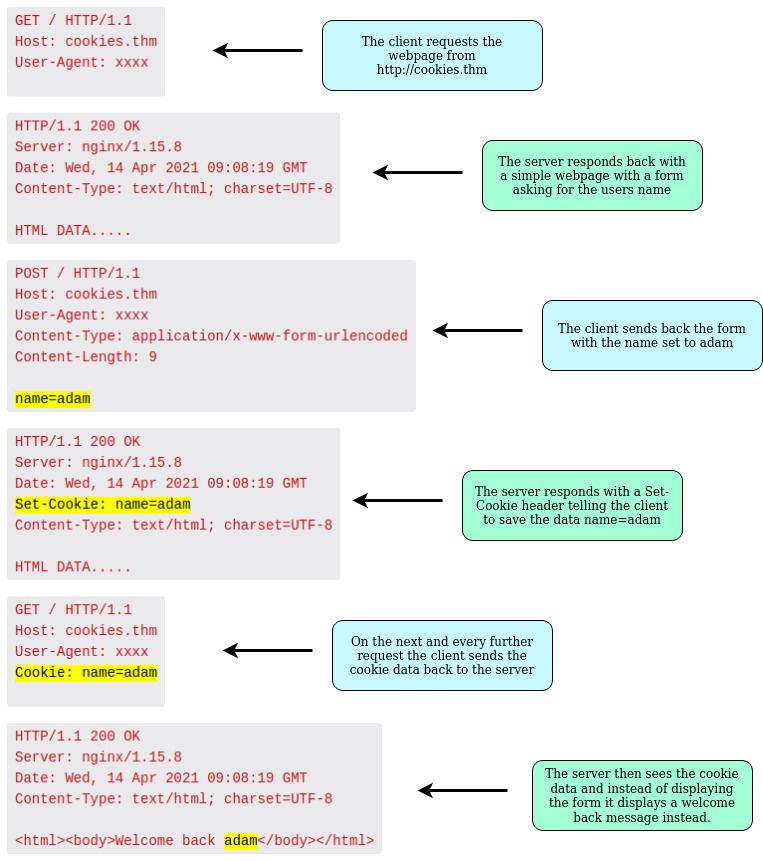 GET / HTTP/1.1
Host: cookies.thm
User-Agent: xxxx
The client requests the
webpage from
http://cookies.thm
HTTP/1.1 200 OK
Server: nginx/1.15.8
Date: Wed, 14 Apr 2021 09:08:19 GMT
Content-Type: text/html; charset=UTF-8
HTML DATA.....
The server responds back with
a simple webpage with a form
asking for the users name
POST / HTTP/1.1
Host: cookies.thm
User-Agent: xxxx
Content-Type: application/x-www-form-urlencoded
Content-Length: 9
name=adam
The client sends back the form
with the name set to adam
HTTP/1.1 200 OK
Server: nginx/1.15.8
Date: Wed, 14 Apr 2021 09:08:19 GMT
Set-Cookie: name=adam
Content-Type: text/html; charset=UTF-8
HTML DATA.....
The server responds with a Set-
Cookie header telling the client
to save the data name=adam
GET / HTTP/1.1
Host: cookies.thm
User-Agent: xxxx
Cookie: name=adam
On the next and every further
request the client sends the
cookie data back to the server
HTTP/1.1 200 OK
Server: nginx/1.15.8
Date: Wed, 14 Apr 2021 09:08:19 GMT
Content-Type: text/html; charset=UTF-8
<html><body>Welcome back adam</body></html>
The server then sees the cookie
data and instead of displaying
the form it displays a welcome
back message instead.